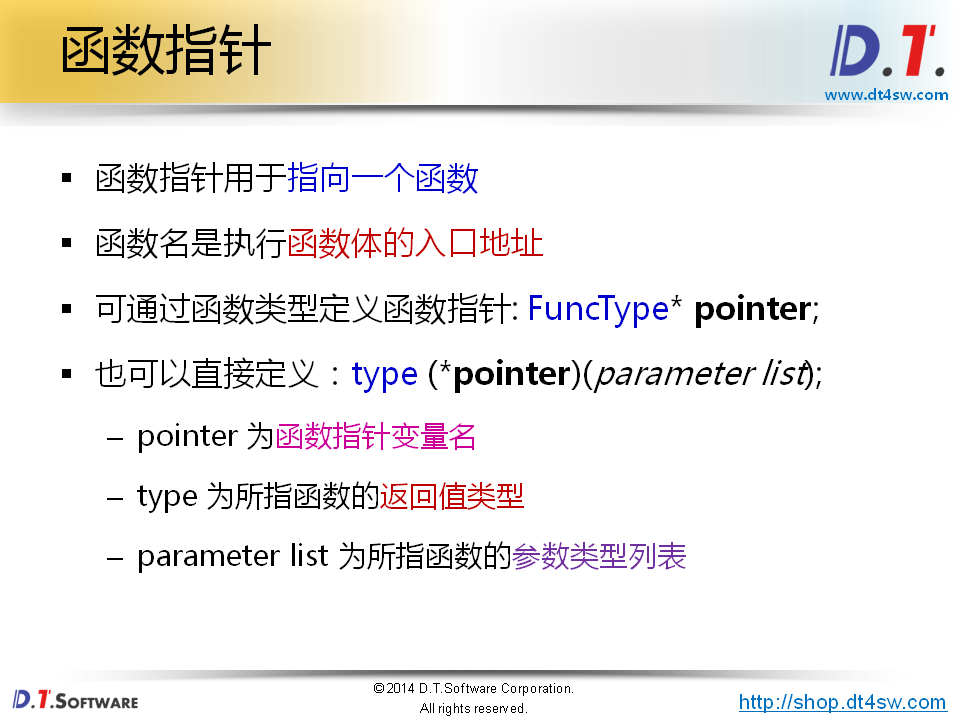 函数指针
D.T.
www.dt4sw.com
▪ 函数指针用于指向一个函数
▪ 函数名是执行函数体的入口地址
▪ 可通过函数类型定义函数指针: FuncType* pointer;
▪ 也可以直接定义：type (*pointer)(parameter list);
– pointer 为函数指针变量名
– type 为所指函数的返回值类型
– parameter list 为所指函数的参数类型列表
D.T.SOFTWARE
©2014 D.T.Software Corporation.
All rights reserved.
http://shop.dt4sw.com